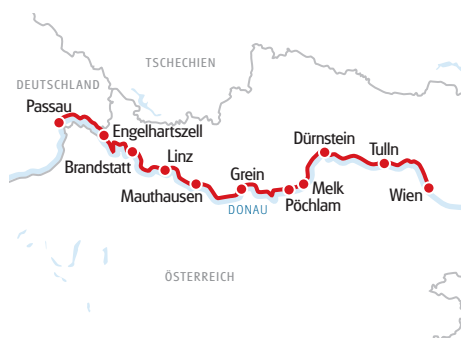 TSCHECHIEN
DEUTSCHLAND
Passau
Engelhartszell
Dürnstein
Linz
Tulln
Brandstatt
Grein
Mauthausen
Melk
DONAU
Pöchlam
Wien
ÖSTERREICH